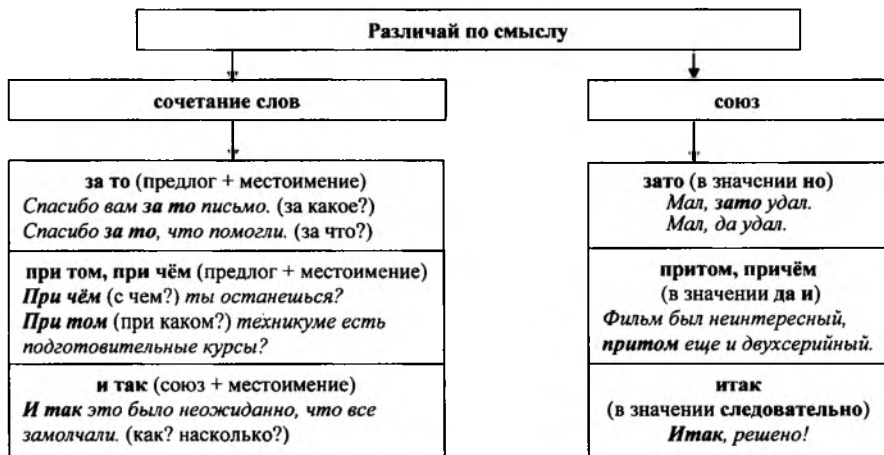 Различай по смыслу
сочетание слов
союз
за то (предлог + местоимение)
Спасибо вам за то письмо. (за какое?)
Спасибо за то, что помогли. (за что?)
зато (в значении но)
Мал, зато удал.
Мал, да удал.
при том, при чём (предлог + местоимение)
При чём (с чем?) ты останешься?
При том (при каком?) техникуме есть
подготовительные курсы?
притом, причём
(в значении да и)
Фильм был неинтересный,
притом еще и двухсерийный.
и так (союз + местоимение)
И так это было неожиданно, что все
замолчали. (как? насколько?)
итак
(в значении следовательно)
Итак, решено!